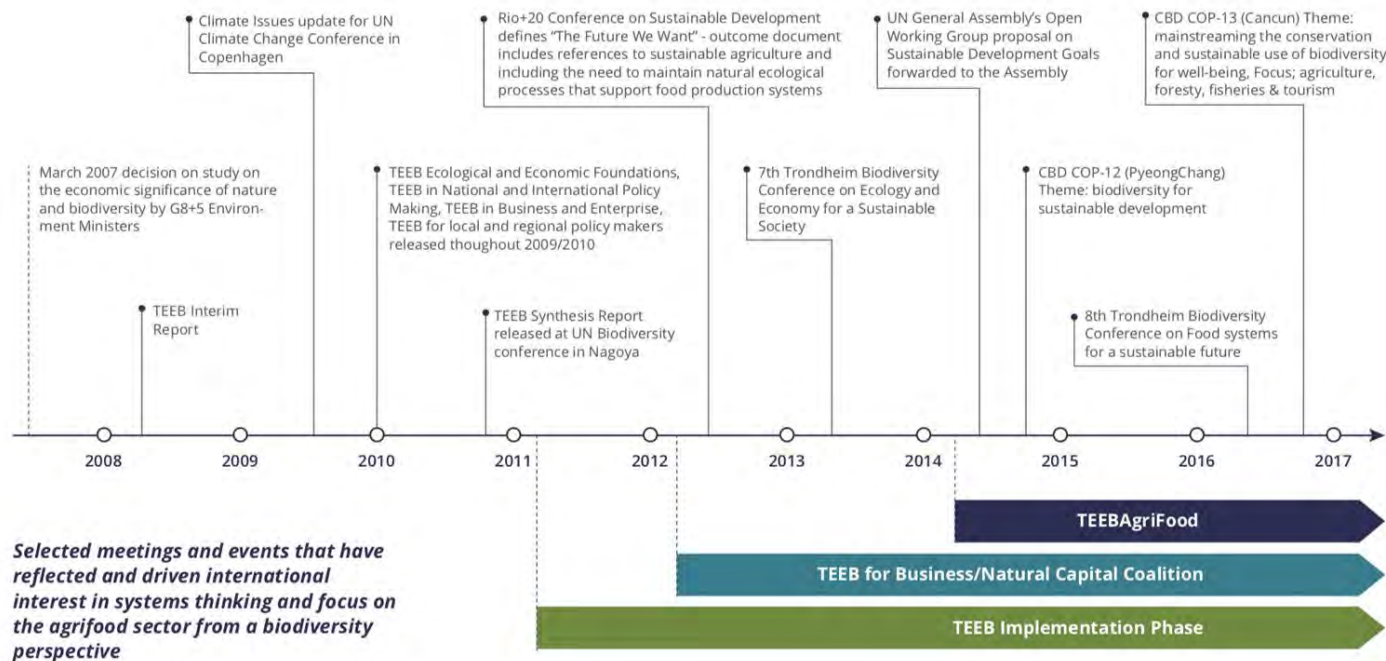 Climate Issues update for UN
Climate Change Conference in
Copenhagen
Rio+20 Conference on Sustainable Development
defines “The Future We Want” - outcome document
includes references to sustainable agriculture and
including the need to maintain natural ecological
processes that support food production systems
UN General Assembly’s Open
Working Group proposal on
Sustainable Development Goals
forwarded to the Assembly
CBD COP-13 (Cancun) Theme:
mainstreaming the conservation
and sustainable use of biodiversity
for well-being, Focus; agriculture,
foresty, fisheries & tourism
March 2007 decision on study on
the economic significance of nature
and biodiversity by G8+5 Environ-
ment Ministers
TEEB Ecological and Economic Foundations,
TEEB in National and International Policy
Making, TEEB in Business and Enterprise,
TEEB for local and regional policy makers
released thoughout 2009/2010
7th Trondheim Biodiversity
Conference on Ecology and
Economy for a Sustainable
Society
CBD COP-12 (PyeongChang)
Theme: biodiversity for
sustainable development
TEEB Interim
Report
TEEB Synthesis Report
released at UN Biodiversity
conference in Nagoya
8th Trondheim Biodiversity
Conference on Food systems
for a sustainable future
2008
2009
2010
2011
2012
2013
2014
2015
2016
2017
TEEBAgriFood
TEEB for Business/Natural Capital Coalition
TEEB Implementation Phase
Selected meetings and events that have
reflected and driven international
interest in systems thinking and focus on
the agrifood sector from a biodiversity
perspective